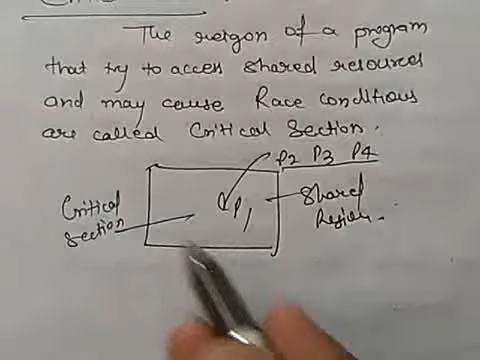 The reigon of a program
that try to access shared resources
and may cause Race conditions
are called Critical Section.
P2 P3 P4
Critical
Section
P1
Shared
Region.